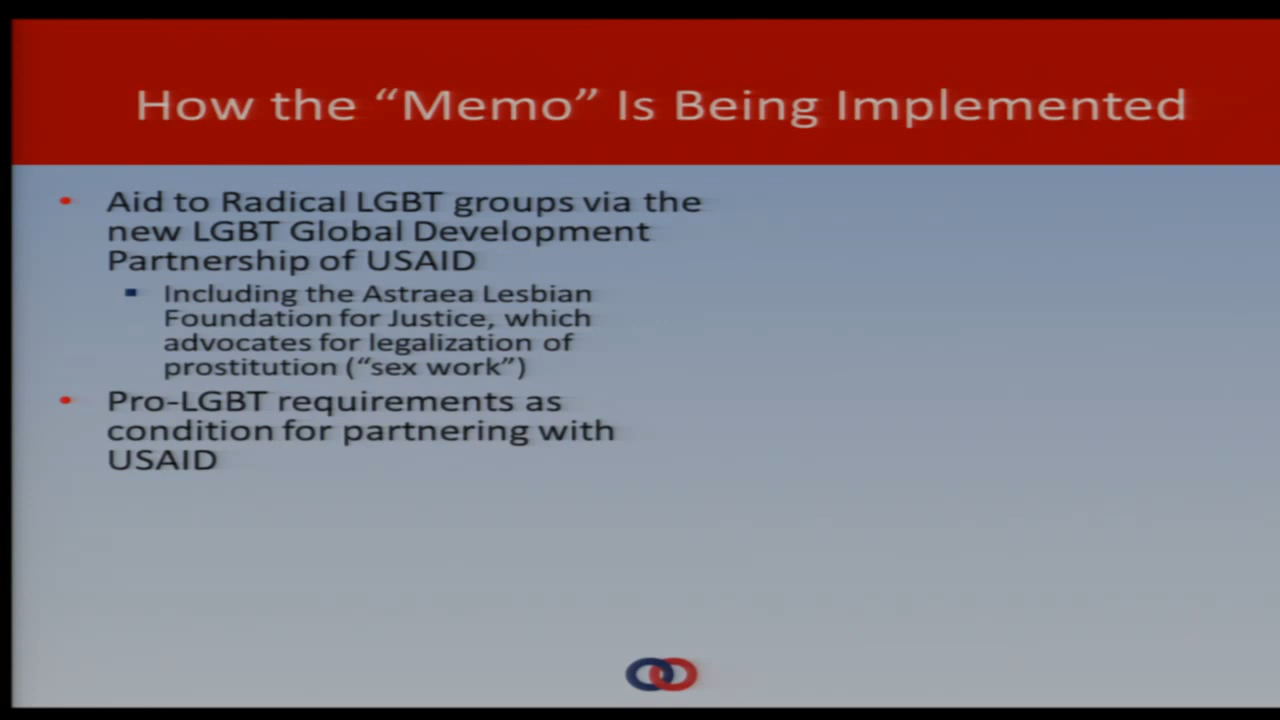 How the “Memo” Is Being Implemented
• Aid to Radical LGBT groups via the
new LGBT Global Development
Partnership of USAID
▪ Including the Astraea Lesbian
Foundation for Justice, which
advocates for legalization of
prostitution (“sex work”)
• Pro-LGBT requirements as
condition for partnering with
USAID